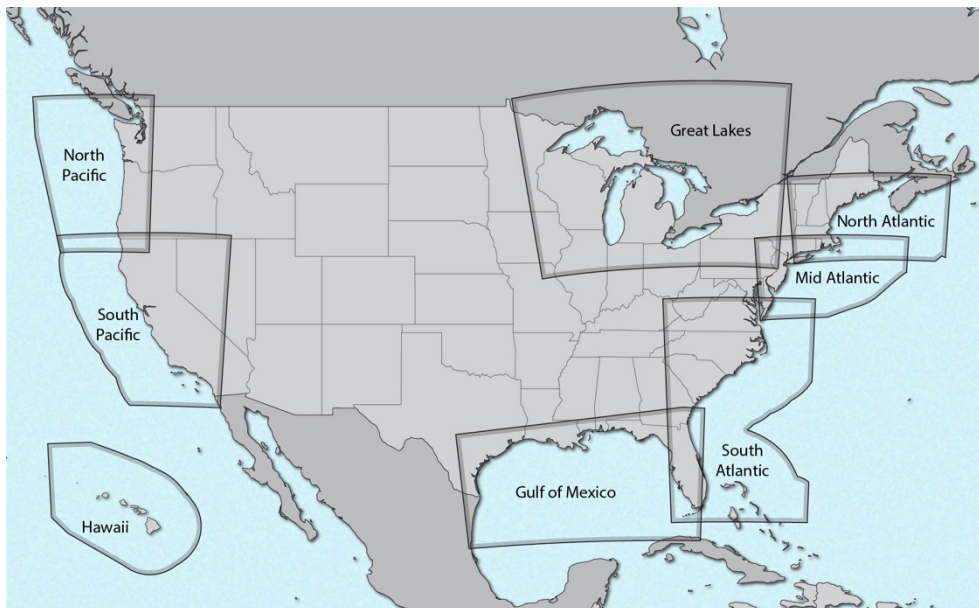 Great Lakes
North
Pacific
North Atlantic
Mid Atlantic
South
Pacific
South
Atlantic
Gulf of Mexico
Hawaii